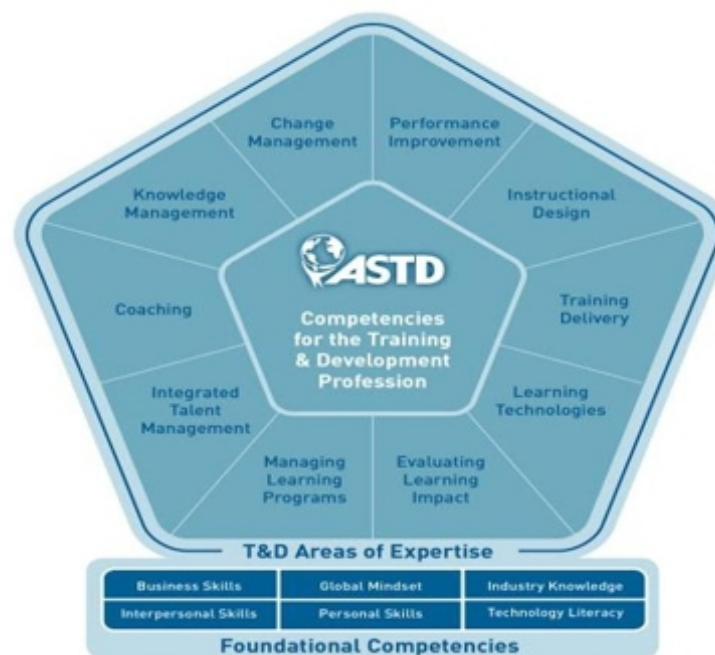 Change
Management
Performance
Improvement
Knowledge
Management
Instructional
Design
ASTD
Competencies
for the Training
& Development
Profession
Coaching
Training
Delivery
Integrated
Talent
Management
Learning
Technologies
Managing
Learning
Programs
Evaluating
Learning
Impact
T&D Areas of Expertise
Business Skills
Global Mindset
Industry Knowledge
Interpersonal Skills
Personal Skills
Technology Literacy
Foundational Competencies